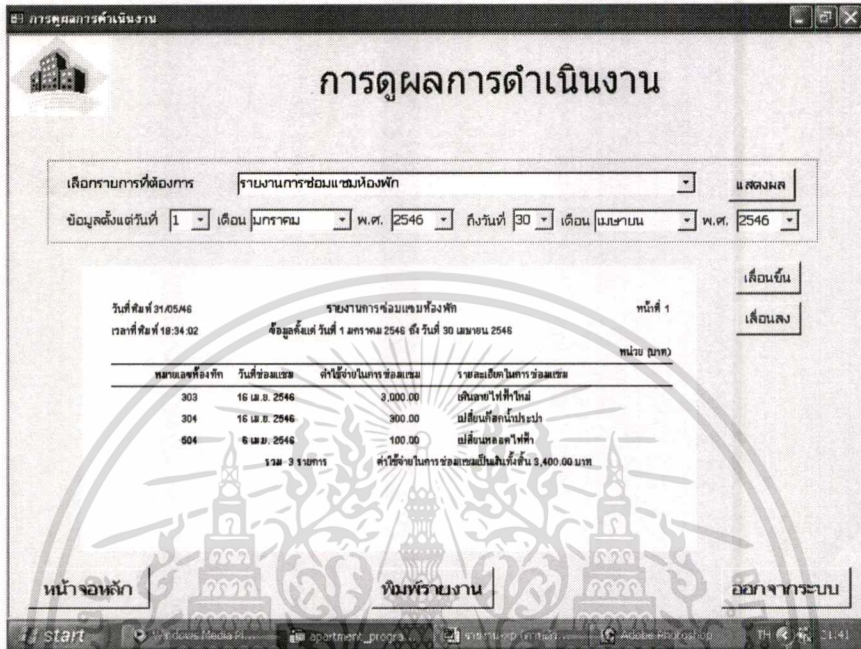 การดูผลการดำเนินงาน
การดูผลการดำเนินงาน
เลือกรายการที่ต้องการ รายงานการซ่อมแซมห้องพัก แสดงผล
ข้อมูลตั้งแต่วันที่ 1 เดือน มกราคม พ.ศ. 2546 ถึงวันที่ 30 เดือน เมษายน พ.ศ. 2546
เลื่อนขึ้น
เลื่อนลง
วันที่พิมพ์ 31/05/46 รายงานการซ่อมแซมห้องพัก หน้าที่ 1
เวลาที่พิมพ์ 18:34:02 ข้อมูลตั้งแต่ วันที่ 1 มกราคม 2546 ถึง วันที่ 30 เมษายน 2546
หน่วย (บาท)
หมายเลขห้องพัก วันที่ซ่อมแซม ค่าใช้จ่ายในการซ่อมแซม รายละเอียดในการซ่อมแซม
303 16 เม.ย. 2546 3,000.00 เดินสายไฟฟ้าใหม่
304 16 เม.ย. 2546 300.00 เปลี่ยนก๊อกน้ำประปา
504 6 เม.ย. 2546 100.00 เปลี่ยนหลอดไฟฟ้า
รวม 3 รายการ ค่าใช้จ่ายในการซ่อมแซมเป็นเงินทั้งสิ้น 3,400.00 บาท
หน้าจอหลัก พิมพ์รายงาน ออกจากระบบ
start Windows Media Pl... apartment_progra... Adobe Photoshop TH 21:41